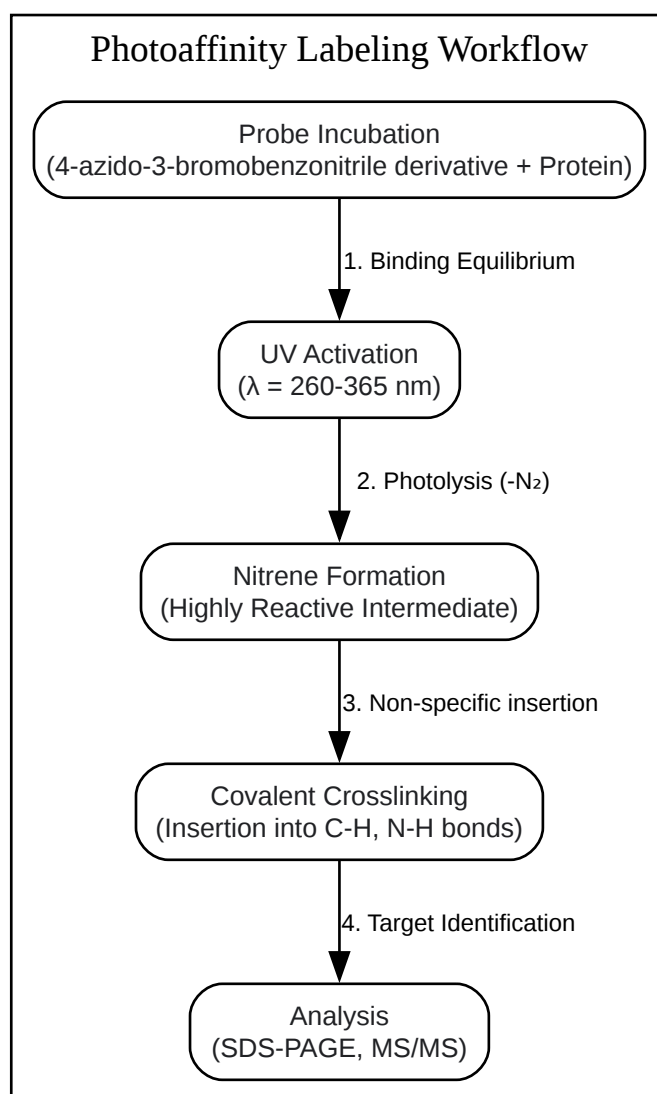 Photoaffinity Labeling Workflow
Probe Incubation
(4-azido-3-bromobenzonitrile derivative + Protein)
1. Binding Equilibrium
UV Activation
(λ = 260-365 nm)
2. Photolysis (-N₂)
Nitrene Formation
(Highly Reactive Intermediate)
3. Non-specific insertion
Covalent Crosslinking
(Insertion into C-H, N-H bonds)
4. Target Identification
Analysis
(SDS-PAGE, MS/MS)